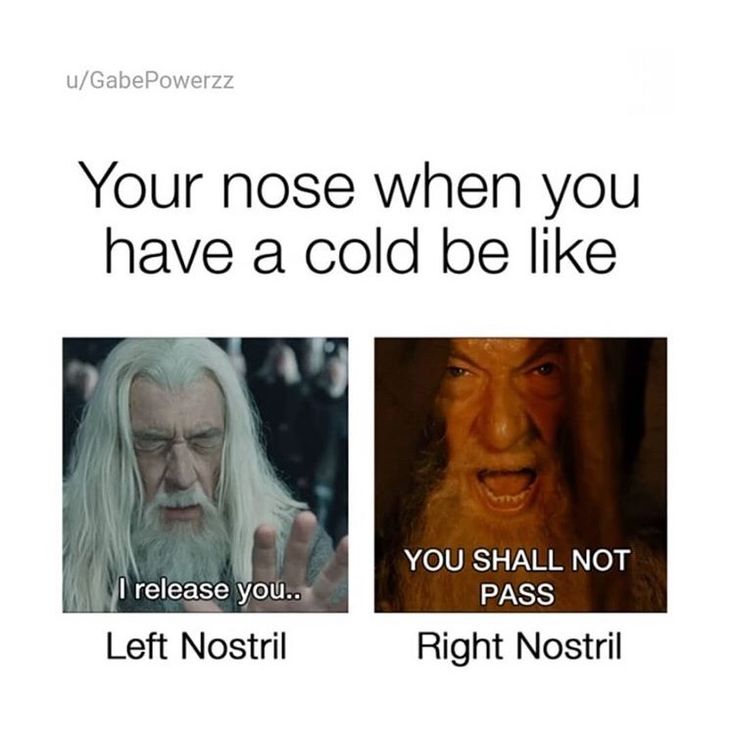 u/GabePowerzz
Your nose when you
have a cold be like
I release you..
YOU SHALL NOT
PASS
Left Nostril
Right Nostril